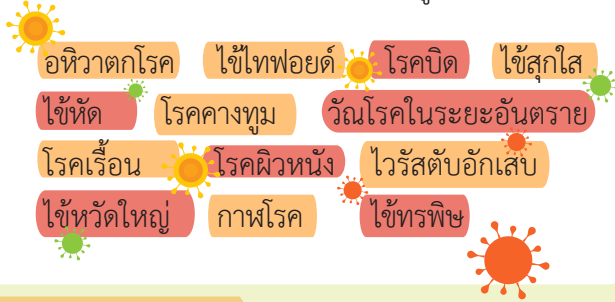 อหิวาตกโรค ไข้ไทฟอยด์ โรคบิด ไข้สุกใส
ไข้หัด โรคคางทูม วัณโรคในระยะอันตราย
โรคเรื้อน โรคผิวหนัง ไวรัสตับอักเสบ
ไข้หวัดใหญ่ กาฬโรค ไข้ทรพิษ